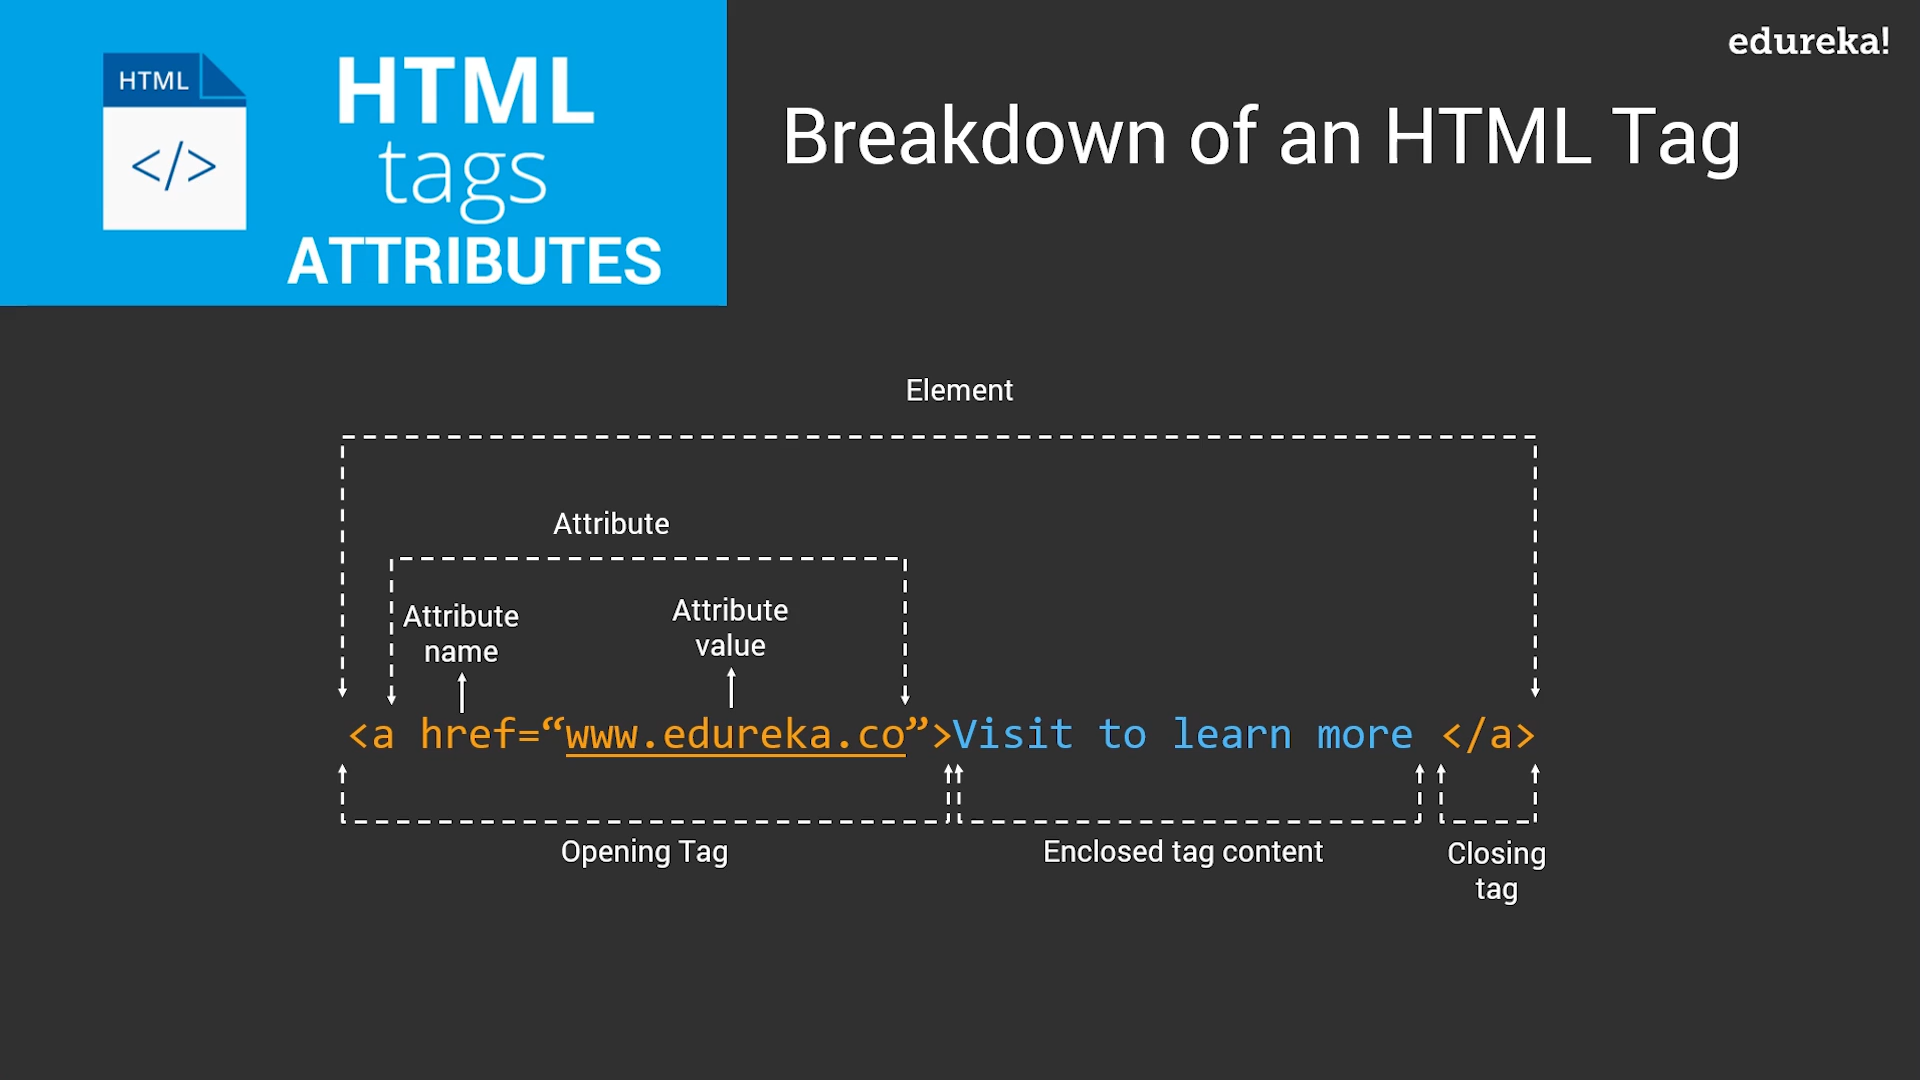 edureka!
HTML
</>
HTML
tags
ATTRIBUTES
Breakdown of an HTML Tag
Element
Attribute
Attribute
name
Attribute
value
<a href=“www.edureka.co”>Visit to learn more </a>
Opening Tag
Enclosed tag content
Closing
tag